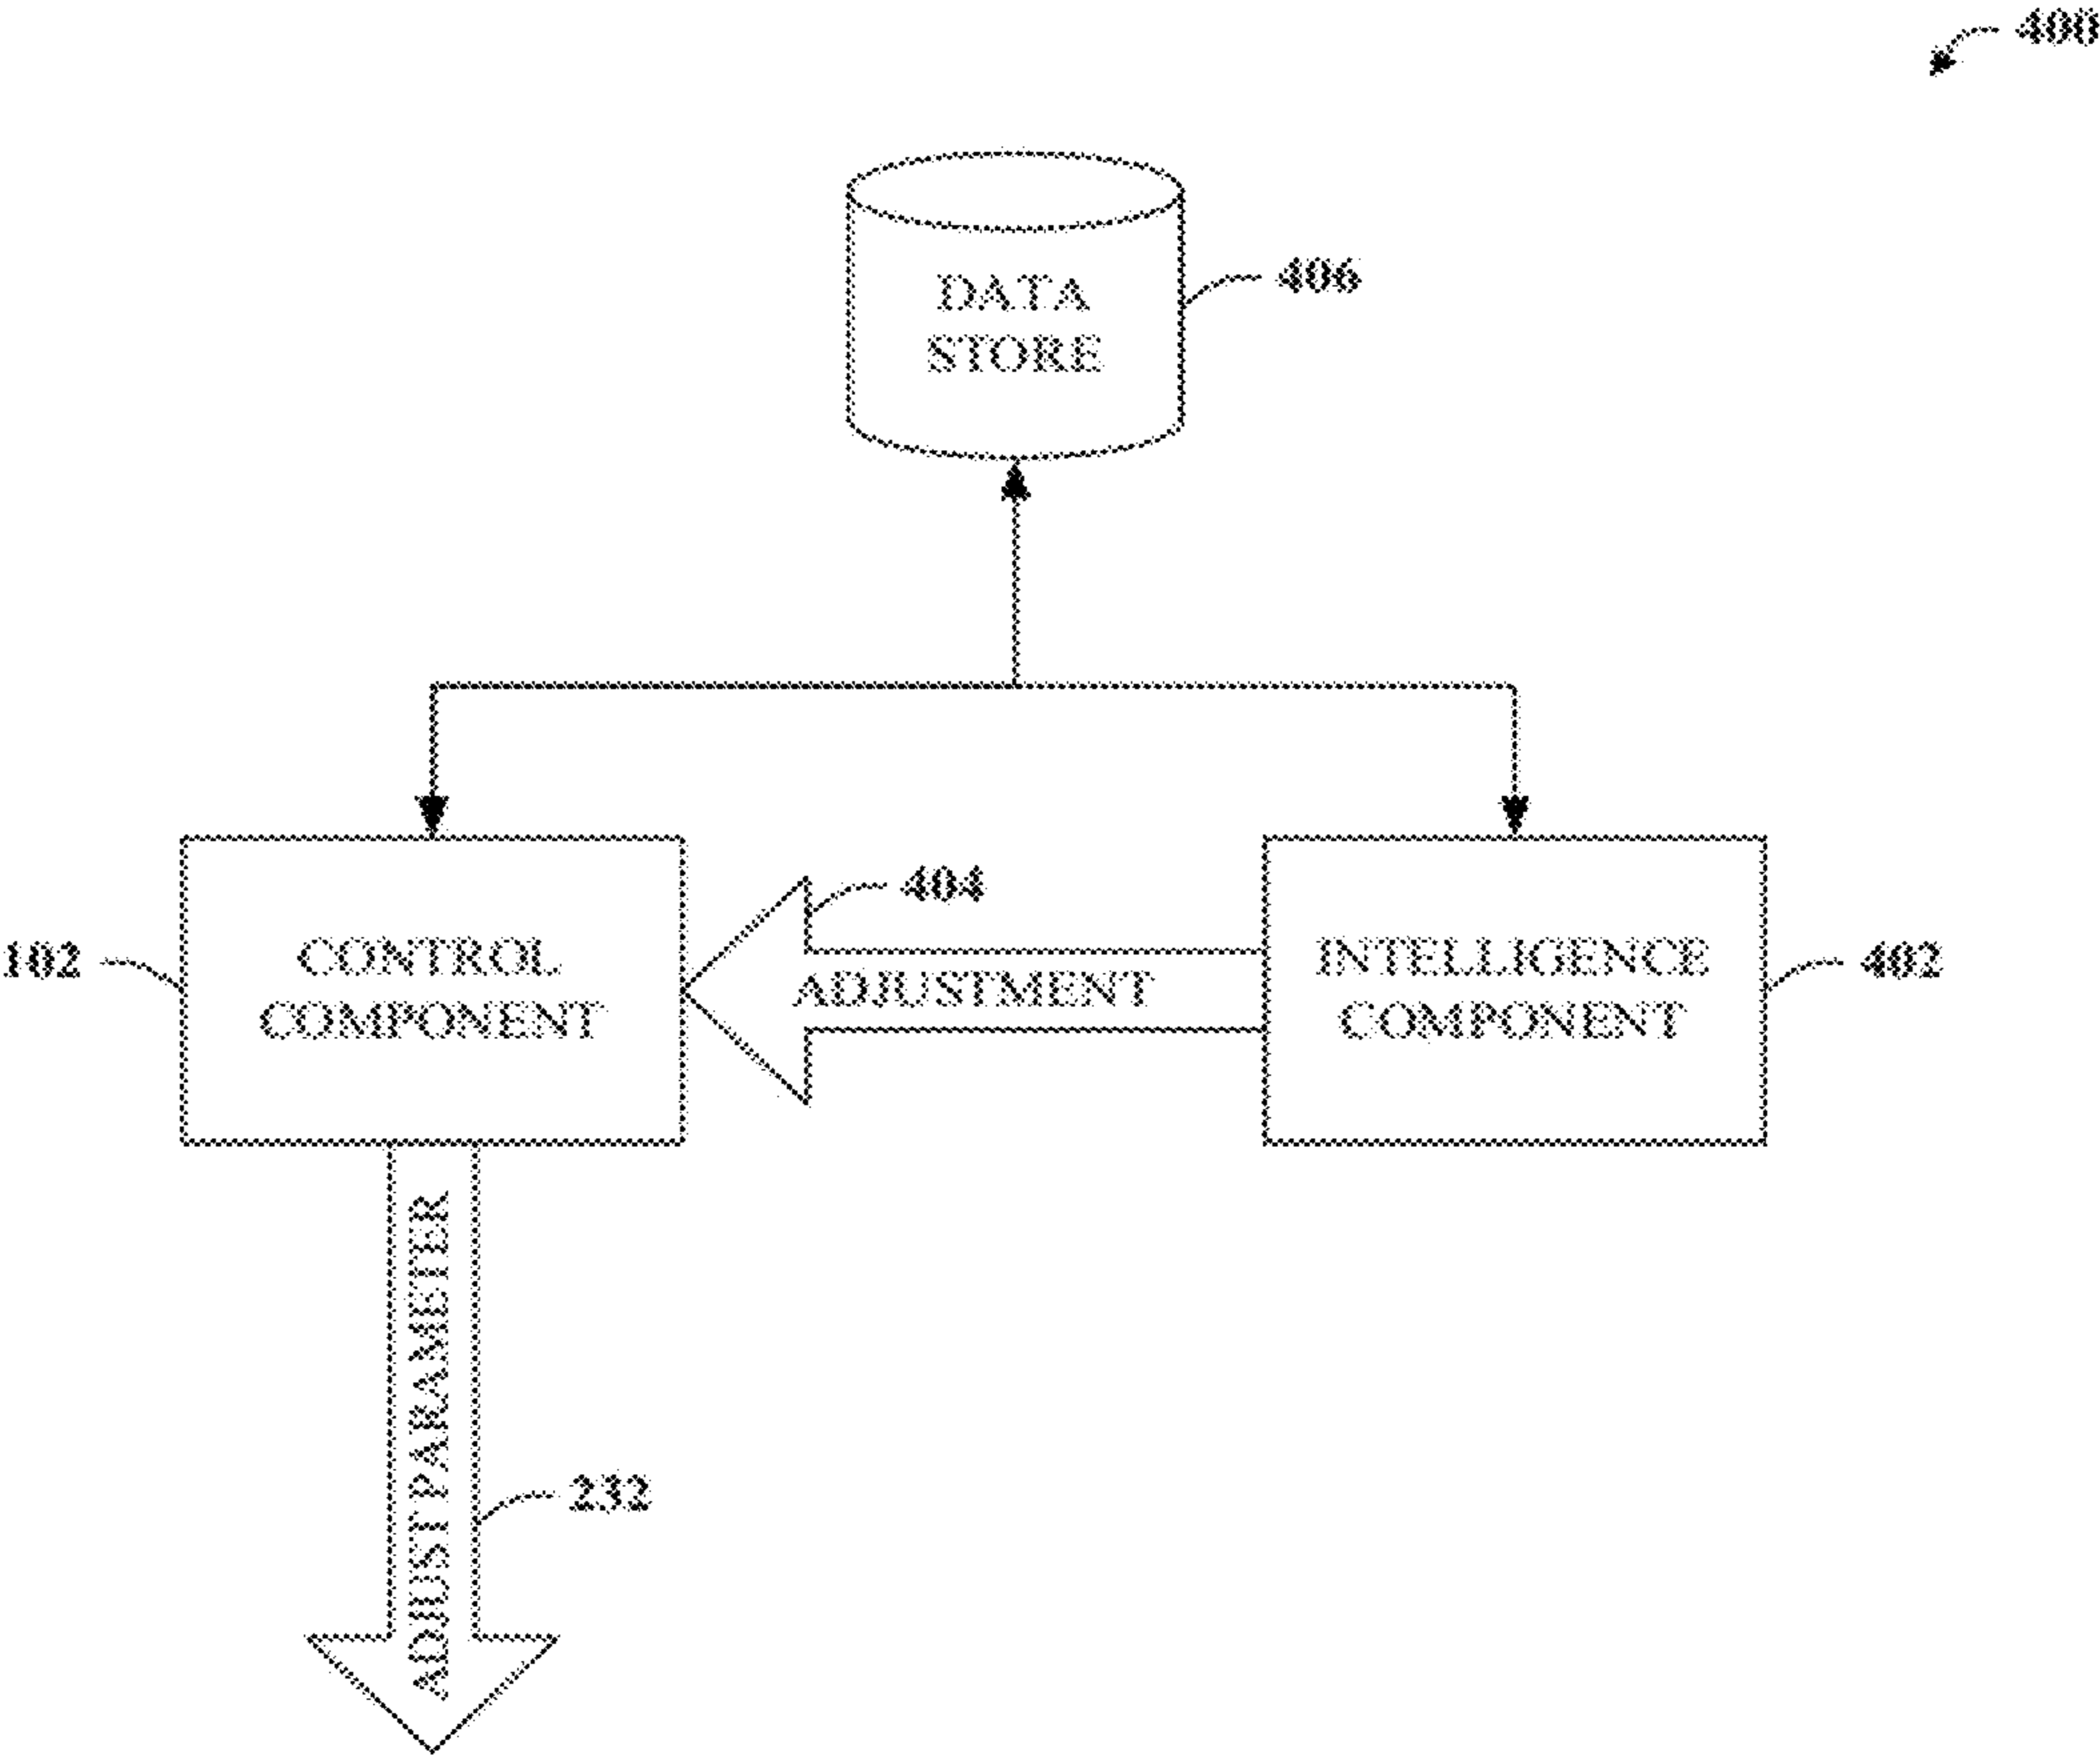 400
DATA
STORE
406
CONTROL
COMPONENT
102
404
ADJUSTMENT
INTELLIGENCE
COMPONENT
402
ADJUST PARAMETER
232